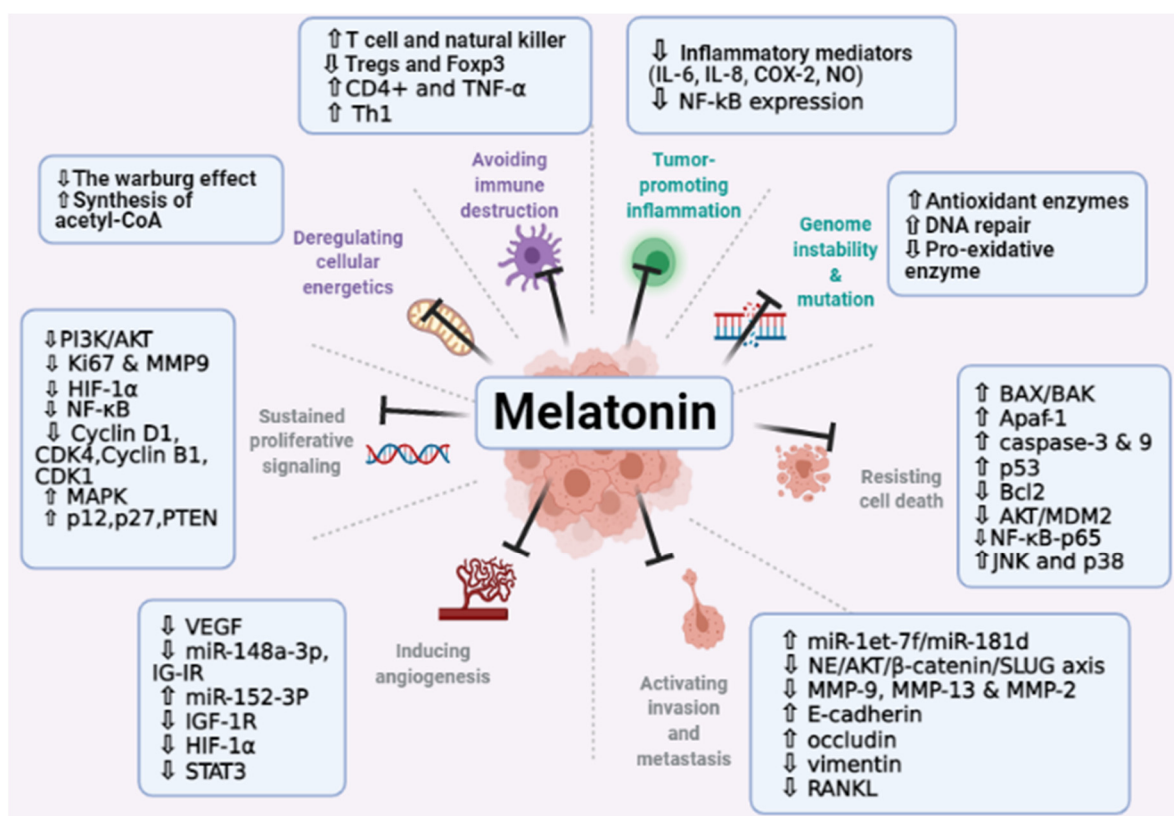 ⇧T cell and natural killer
⇩ Tregs and Foxp3
⇧CD4+ and TNF-α
⇧ Th1
⇩ Inflammatory mediators
(IL-6, IL-8, COX-2, NO)
⇩ NF-kB expression
⇩The warburg effect
⇧Synthesis of
acetyl-CoA
Deregulating
cellular
energetics
Avoiding
immune
destruction
Tumor-
promoting
inflammation
Genome
instability
&
mutation
⇧Antioxidant enzymes
⇧ DNA repair
⇩ Pro-oxidative
enzyme
⇩PI3K/AKT
⇩ Ki67 & MMP9
⇩ HIF-1α
⇩ NF-κB
⇩ Cyclin D1,
CDK4,Cyclin B1,
CDK1
⇧ MAPK
⇧ p12,p27,PTEN
Sustained
proliferative
signaling
Melatonin
Resisting
cell death
⇧ BAX/BAK
⇧ Apaf-1
⇧ caspase-3 & 9
⇧ p53
⇩ Bcl2
⇩ AKT/MDM2
⇩NF-κB-p65
⇧JNK and p38
⇩ VEGF
⇩ miR-148a-3p,
IG-IR
⇧ miR-152-3P
⇩ IGF-1R
⇩ HIF-1α
⇩ STAT3
Inducing
angiogenesis
Activating
invasion
and
metastasis
⇧ miR-1et-7f/miR-181d
⇩ NE/AKT/β-catenin/SLUG axis
⇩ MMP-9, MMP-13 & MMP-2
⇧ E-cadherin
⇧ occludin
⇩ vimentin
⇩ RANKL